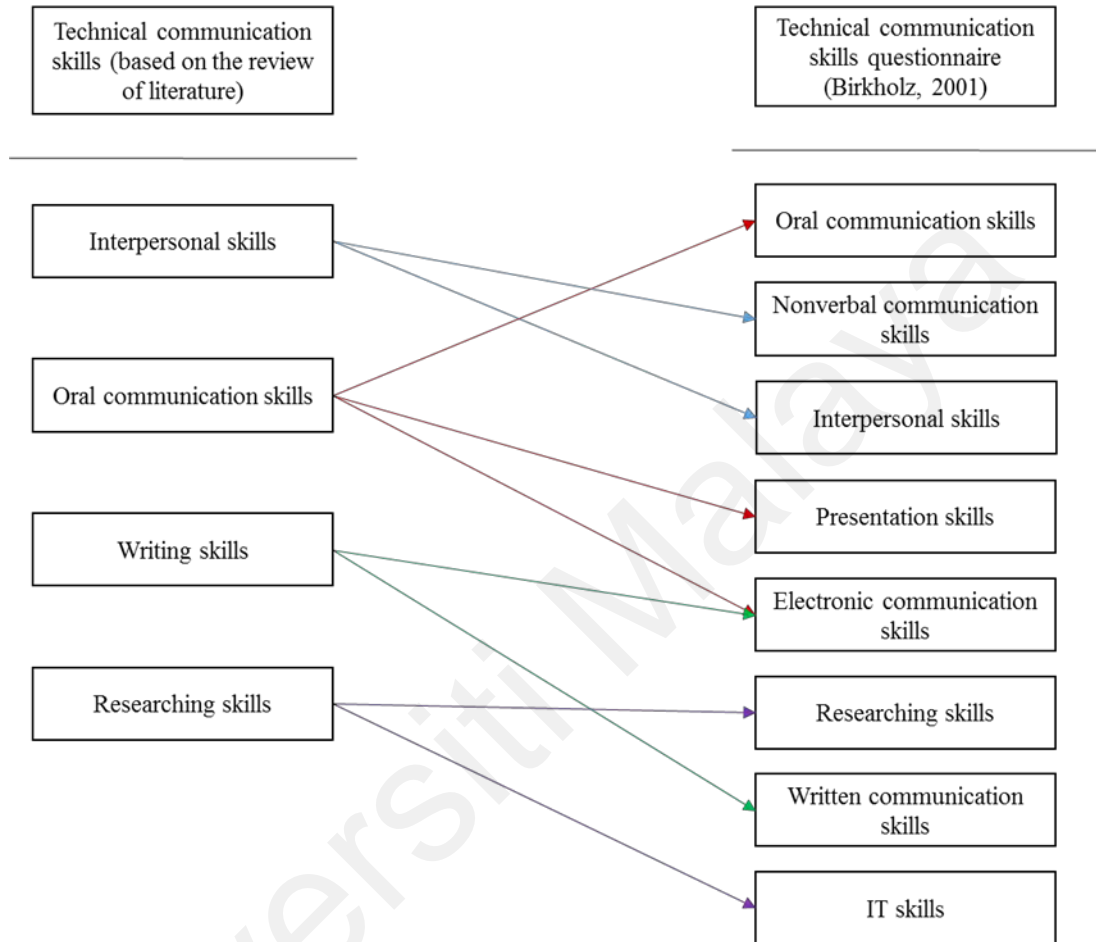 Technical communication
skills (based on the review
of literature)
Technical communication
skills questionnaire
(Birkholz, 2001)
Interpersonal skills
Oral communication skills
Writing skills
Researching skills
Oral communication skills
Nonverbal communication
skills
Interpersonal skills
Presentation skills
Electronic communication
skills
Researching skills
Written communication
skills
IT skills
versiti Malaya